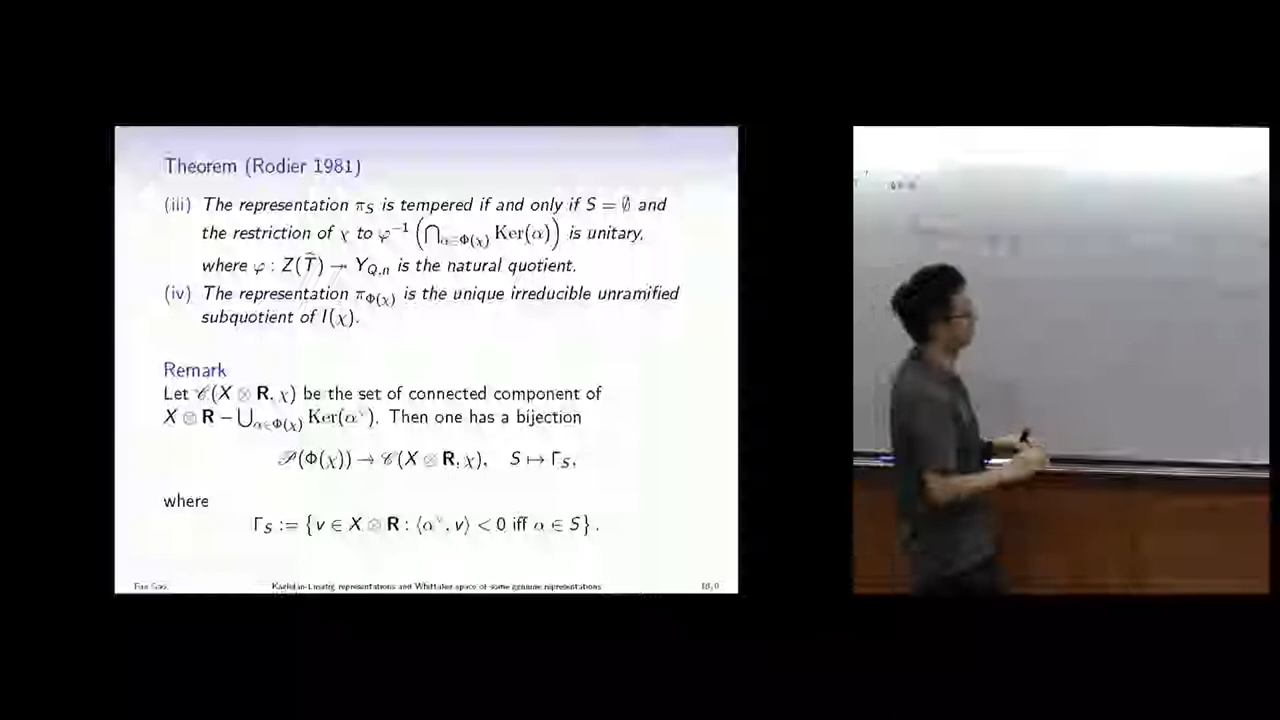 Theorem (Rodier 1981)
(iii) The representation π_S is tempered if and only if S = ∅ and
the restriction of χ to φ⁻¹ (⋂_{α∈Φ(χ)} Ker(α)) is unitary,
where φ : Z(T̄) → Y_{Q,n} is the natural quotient.
(iv) The representation π_{Φ(χ)} is the unique irreducible unramified
subquotient of I(χ).
Remark
Let 𝒞(X ⊗ R, χ) be the set of connected component of
X ⊗ R − ⋃_{α∈Φ(χ)} Ker(α^∨). Then one has a bijection
𝒫(Φ(χ)) → 𝒞(X ⊗ R, χ), S ↦ Γ_S,
where
Γ_S := {v ∈ X ⊗ R : ⟨α^∨, v⟩ < 0 iff α ∈ S}.
Fan Gao
Kazhdan-Lusztig representations and Whittaker space of some genuine representations